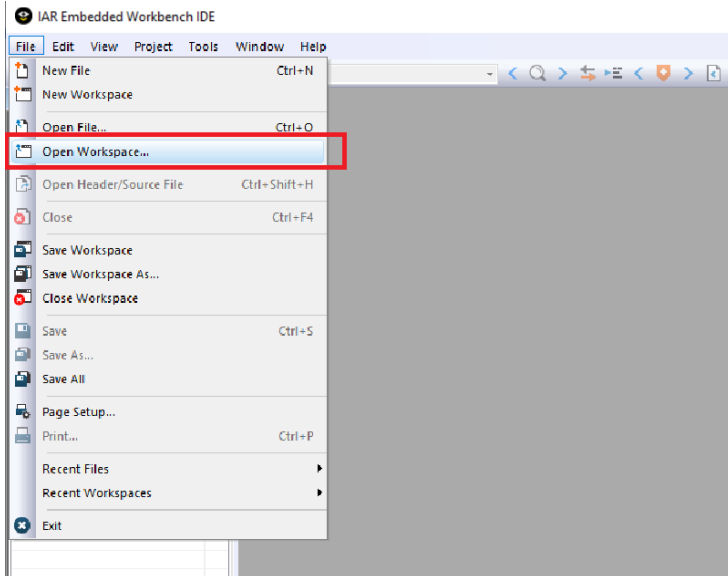 IAR Embedded Workbench IDE
File Edit View Project Tools Window Help
New File Ctrl+N
New Workspace
Open File... Ctrl+O
Open Workspace...
Open Header/Source File Ctrl+Shift+H
Close Ctrl+F4
Save Workspace
Save Workspace As...
Close Workspace
Save Ctrl+S
Save As...
Save All
Page Setup...
Print... Ctrl+P
Recent Files
Recent Workspaces
Exit